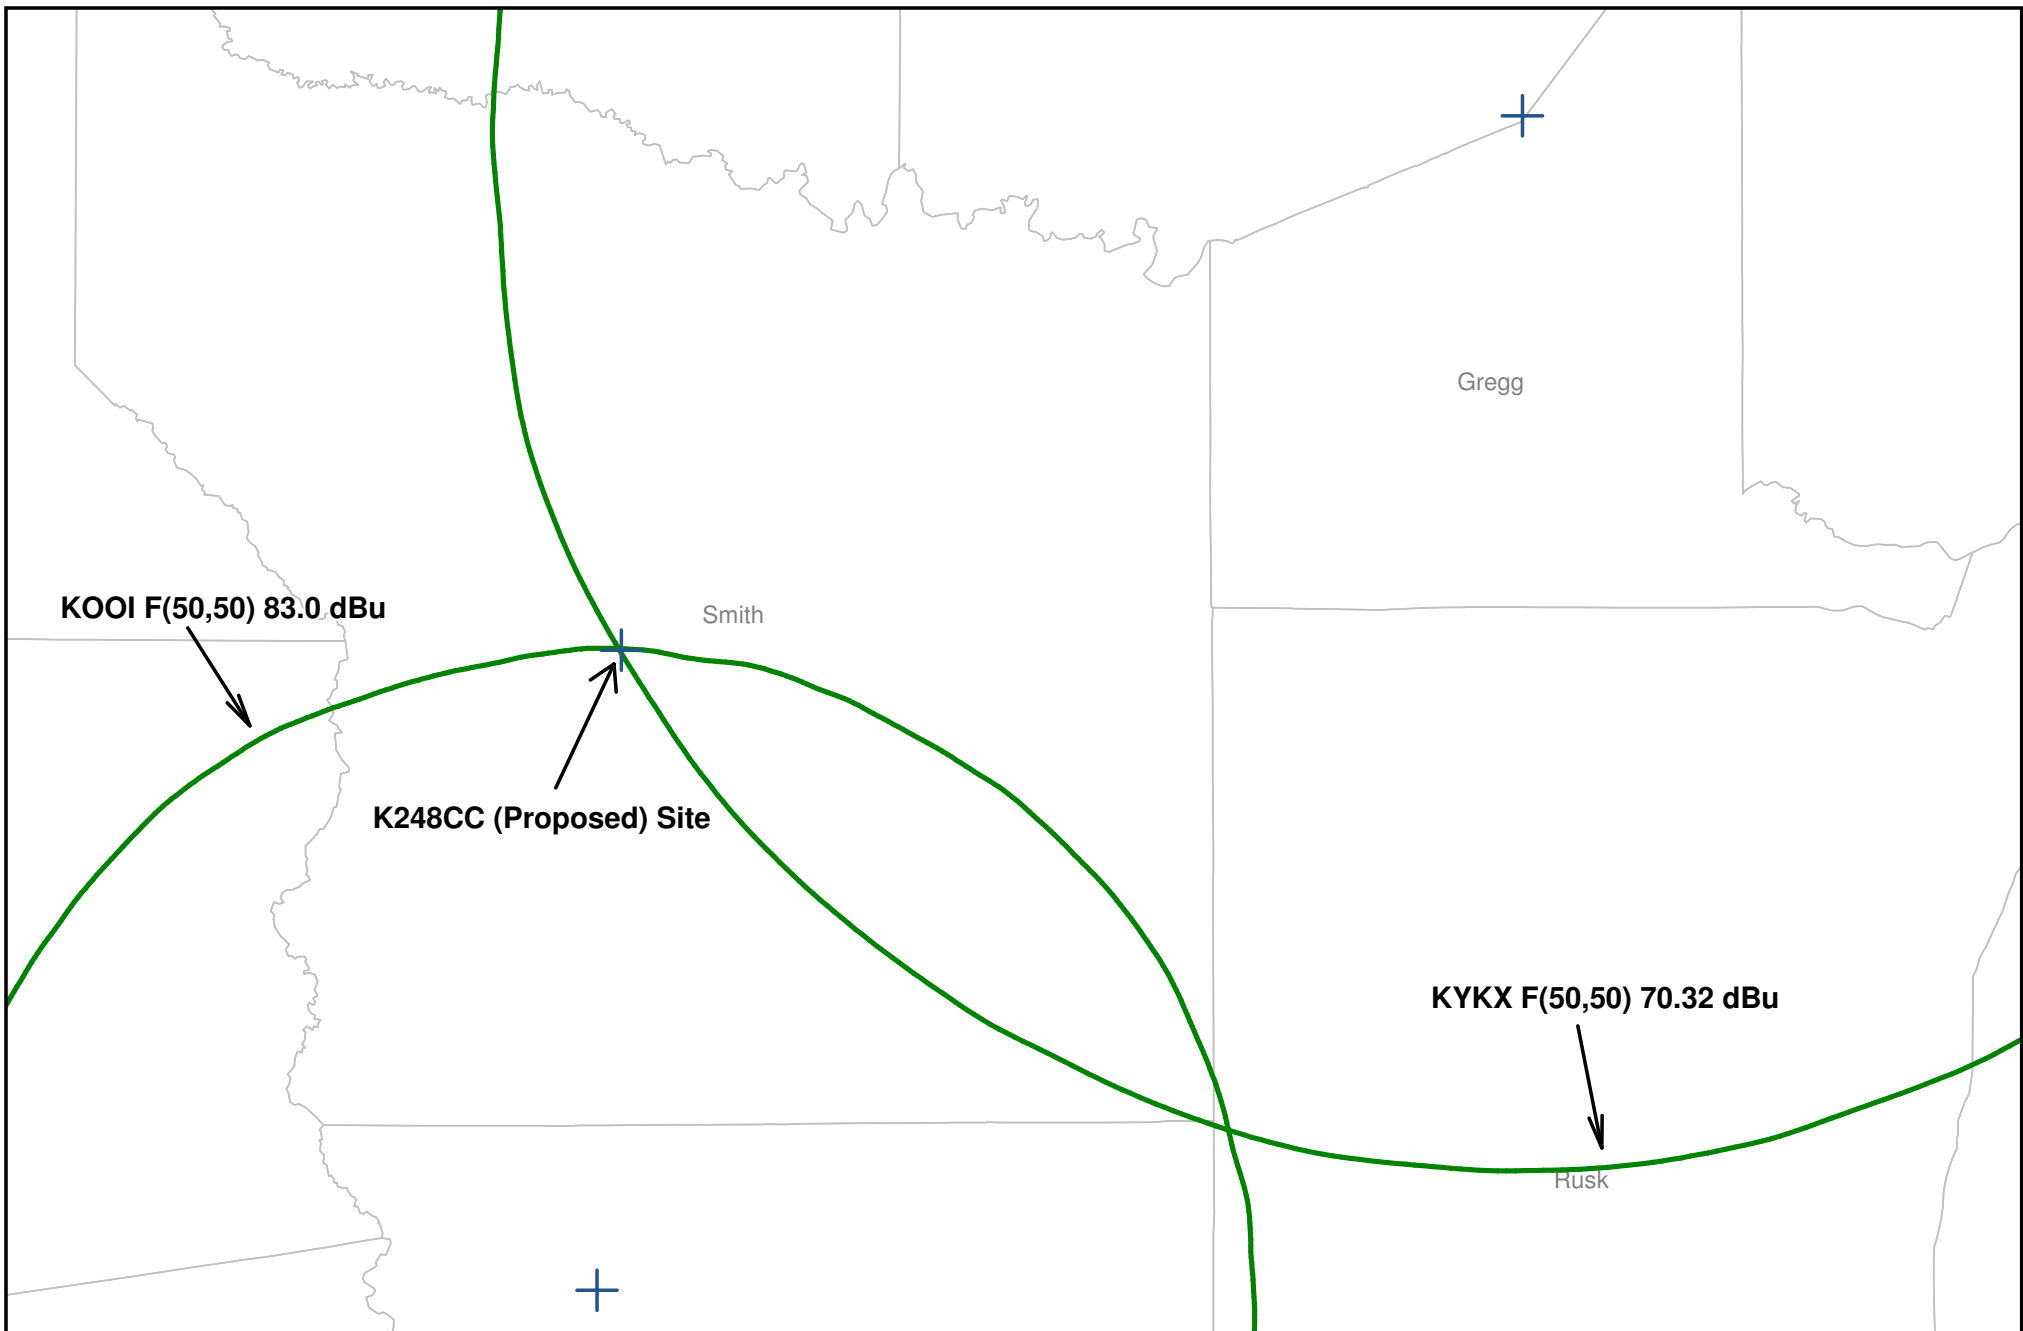 Gregg
KOOI F(50,50) 83.0 dBu
Smith
K248CC (Proposed) Site
KYKX F(50,50) 70.32 dBu
Rusk